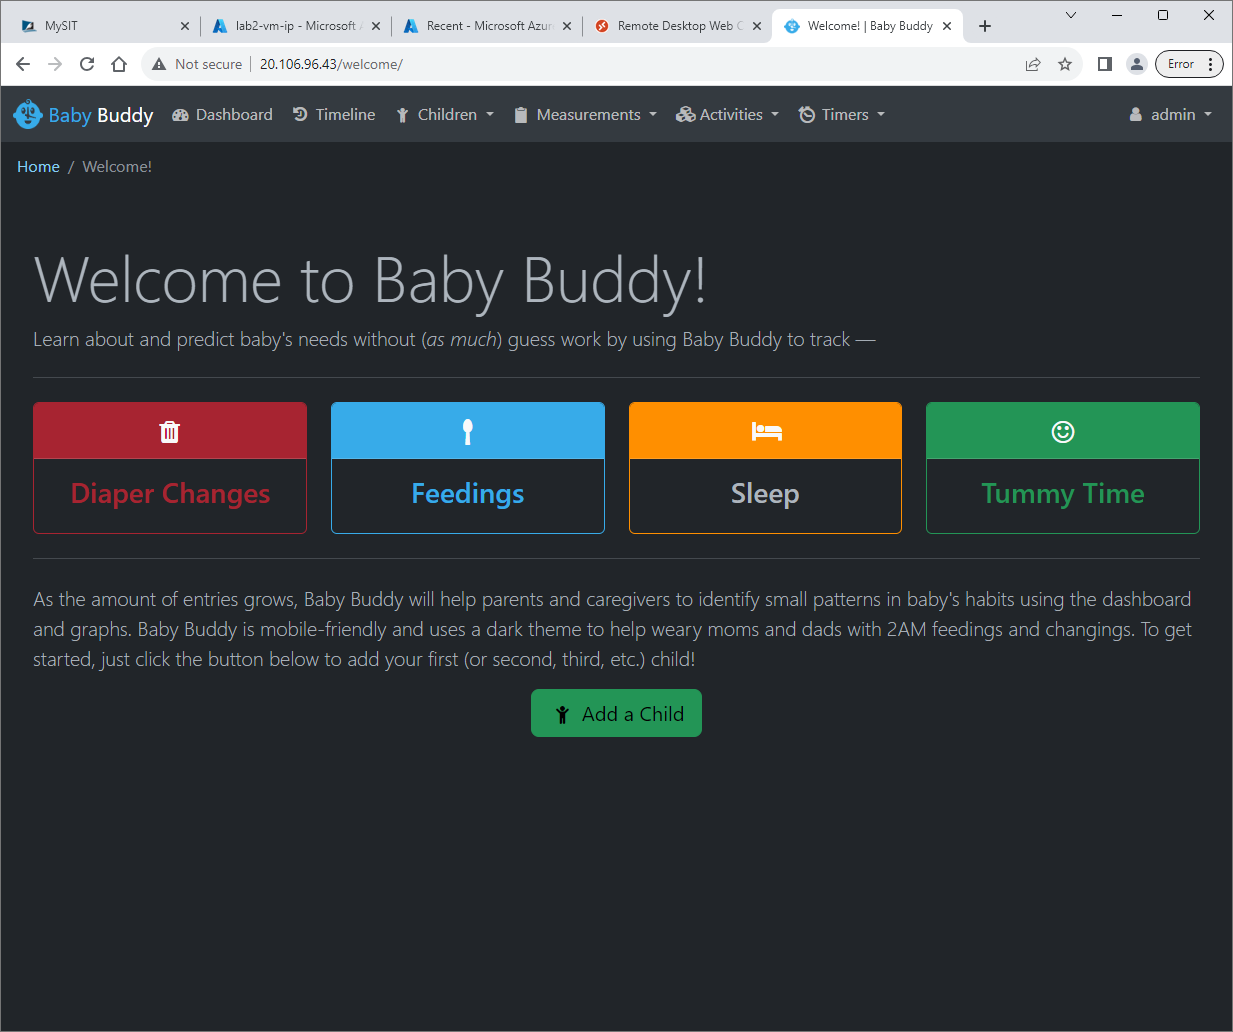 MySIT
lab2-vm-ip - Microsoft
Recent - Microsoft Azur
Remote Desktop Web C
Welcome! | Baby Buddy
Not secure
20.106.96.43/welcome/
Error
Baby Buddy
Dashboard
Timeline
Children
Measurements
Activities
Timers
admin
Home / Welcome!
Welcome to Baby Buddy!
Learn about and predict baby's needs without (as much) guess work by using Baby Buddy to track —
Diaper Changes
Feedings
Sleep
Tummy Time
As the amount of entries grows, Baby Buddy will help parents and caregivers to identify small patterns in baby's habits using the dashboard
and graphs. Baby Buddy is mobile-friendly and uses a dark theme to help weary moms and dads with 2AM feedings and changings. To get
started, just click the button below to add your first (or second, third, etc.) child!
Add a Child